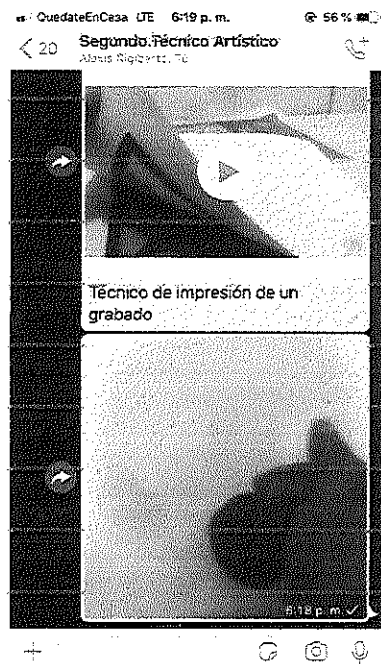 QuedateEnCasa LTE 6:19 p. m. 56 %
20 Segundo.Técnico Artístico
Técnico de impresión de un
grabado
6:18 p. m.